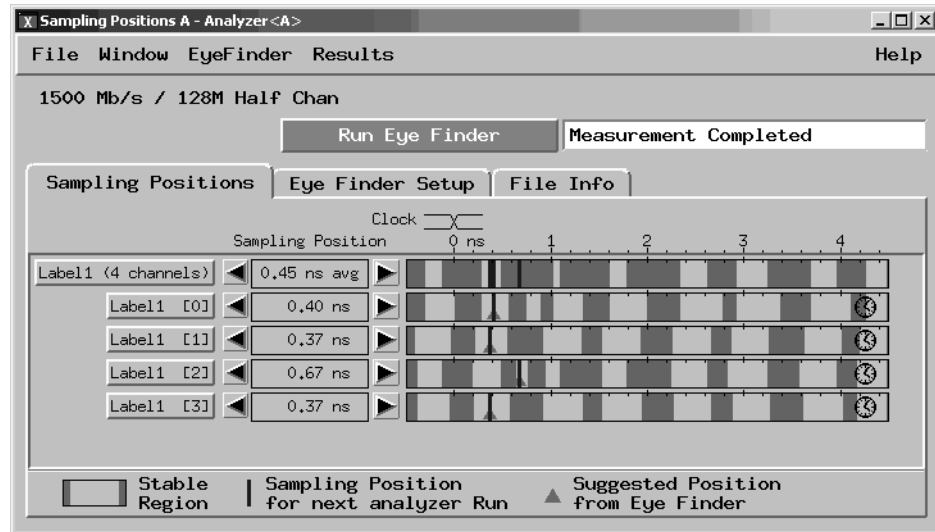 X Sampling Positions A - Analyzer<A>
File Window EyeFinder Results Help
1500 Mb/s / 128M Half Chan
Run Eye Finder Measurement Completed
Sampling Positions Eye Finder Setup File Info
Clock
Sampling Position 0 ns 1 2 3 4
Label1 (4 channels) 0.45 ns avg
Label1 [0] 0.40 ns
Label1 [1] 0.37 ns
Label1 [2] 0.67 ns
Label1 [3] 0.37 ns
Stable Region
Sampling Position for next analyzer Run
Suggested Position from Eye Finder